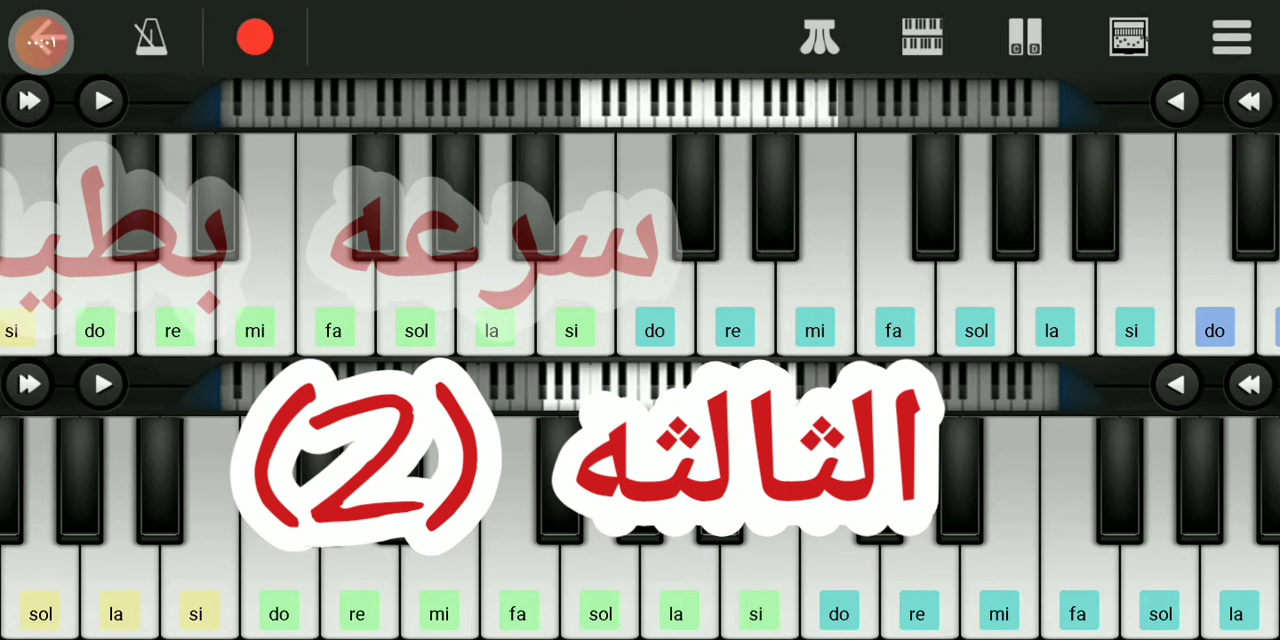 G D
سرعه
si do re mi fa sol la si do re mi fa sol la si do
الثالثه (2)
sol la si do re mi fa sol la si do re mi fa sol la